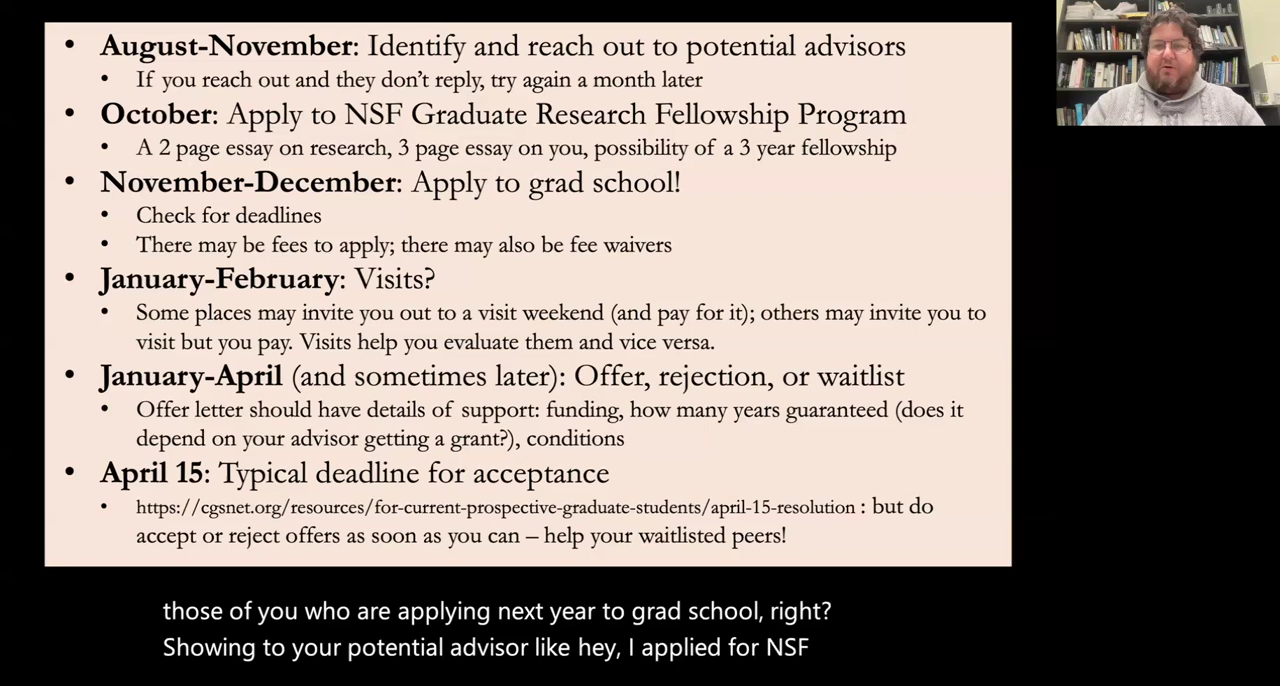 • August-November: Identify and reach out to potential advisors
• If you reach out and they don’t reply, try again a month later
• October: Apply to NSF Graduate Research Fellowship Program
• A 2 page essay on research, 3 page essay on you, possibility of a 3 year fellowship
• November-December: Apply to grad school!
• Check for deadlines
• There may be fees to apply; there may also be fee waivers
• January-February: Visits?
• Some places may invite you out to a visit weekend (and pay for it); others may invite you to
visit but you pay. Visits help you evaluate them and vice versa.
• January-April (and sometimes later): Offer, rejection, or waitlist
• Offer letter should have details of support: funding, how many years guaranteed (does it
depend on your advisor getting a grant?), conditions
• April 15: Typical deadline for acceptance
• https://cgsnet.org/resources/for-current-prospective-graduate-students/april-15-resolution : but do
accept or reject offers as soon as you can – help your waitlisted peers!
those of you who are applying next year to grad school, right?
Showing to your potential advisor like hey, I applied for NSF